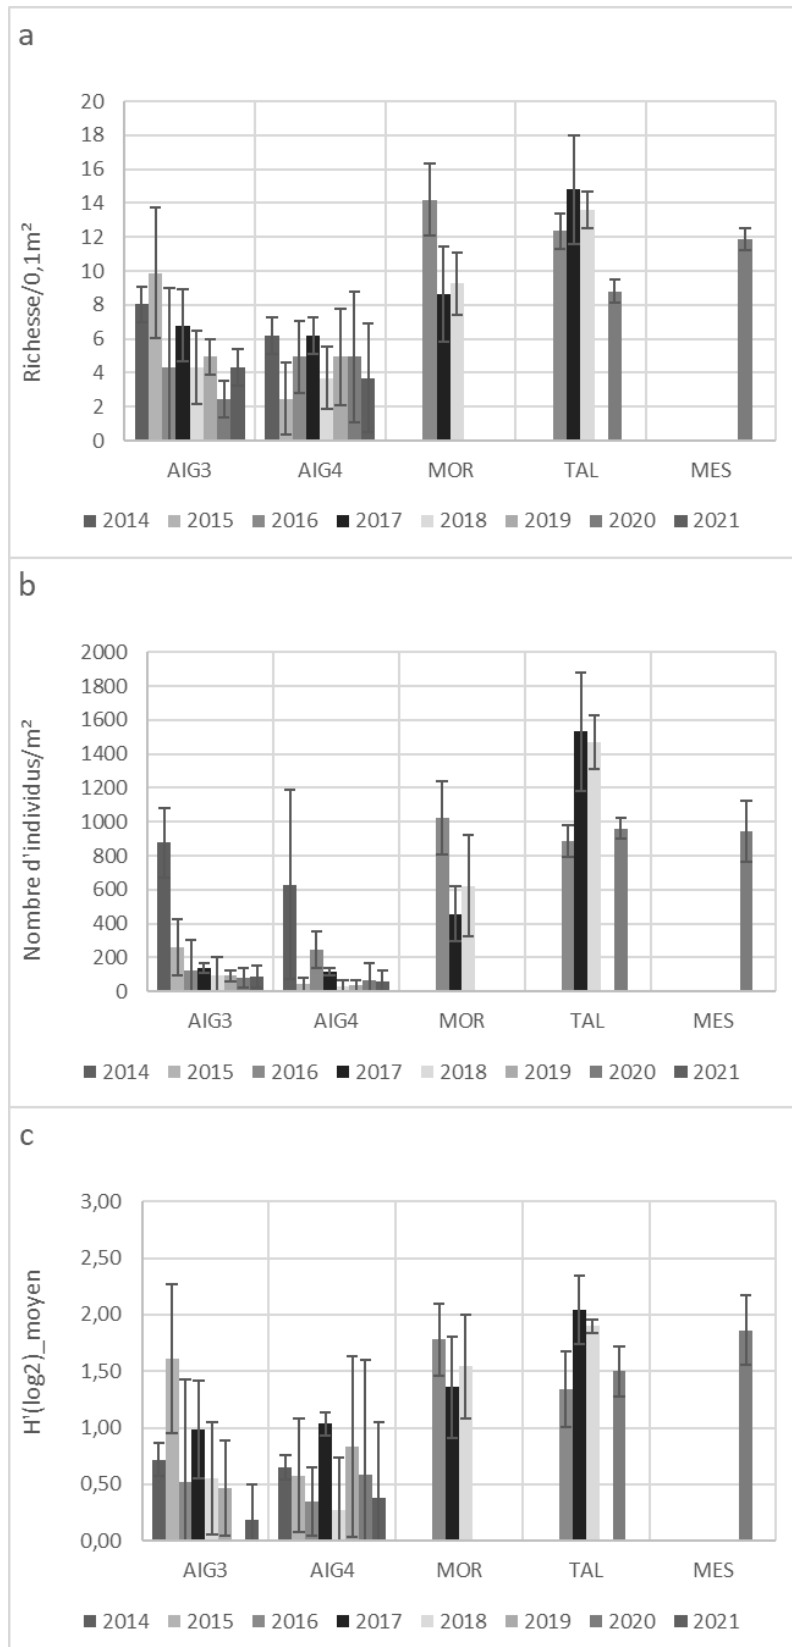 a
Richesse/0,1m²
20
18
16
14
12
10
8
6
4
2
0
AIG3 AIG4 MOR TAL MES
2014 2015 2016 2017 2018 2019 2020 2021
b
Nombre d'individus/m²
2000
1800
1600
1400
1200
1000
800
600
400
200
0
AIG3 AIG4 MOR TAL MES
2014 2015 2016 2017 2018 2019 2020 2021
c
H'(log2)_moyen
3,00
2,50
2,00
1,50
1,00
0,50
0,00
AIG3 AIG4 MOR TAL MES
2014 2015 2016 2017 2018 2019 2020 2021